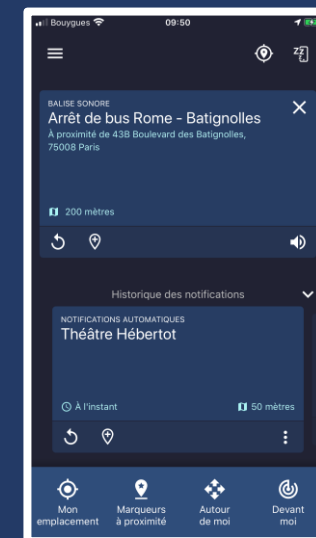 Bouygues 09:50
BALISE SONORE
Arrêt de bus Rome - Batignolles
À proximité de 43B Boulevard des Batignolles,
75008 Paris
200 mètres
Historique des notifications
NOTIFICATIONS AUTOMATIQUES
Théâtre Hébertot
À l'instant 50 mètres
Mon Marqueurs Autour Devant
emplacement à proximité de moi moi